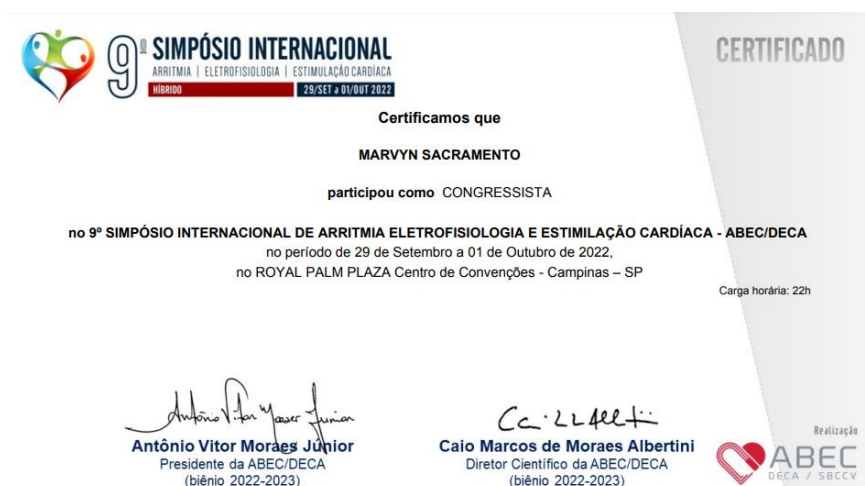 9º SIMPÓSIO INTERNACIONAL
ARRITMIA | ELETROFISIOLOGIA | ESTIMULAÇÃO CARDÍACA
HÍBRIDO 29/SET a 01/OUT 2022
CERTIFICADO
Certificamos que
MARVYN SACRAMENTO
participou como CONGRESSISTA
no 9º SIMPÓSIO INTERNACIONAL DE ARRITMIA ELETROFISIOLOGIA E ESTIMILAÇÃO CARDÍACA - ABEC/DECA
no período de 29 de Setembro a 01 de Outubro de 2022,
no ROYAL PALM PLAZA Centro de Convenções - Campinas – SP
Carga horária: 22h
Antônio Vitor Moraes Júnior
Presidente da ABEC/DECA
(biênio 2022-2023)
Caio Marcos de Moraes Albertini
Diretor Científico da ABEC/DECA
(biênio 2022-2023)
Realização
ABEC
DECA / SBCCV